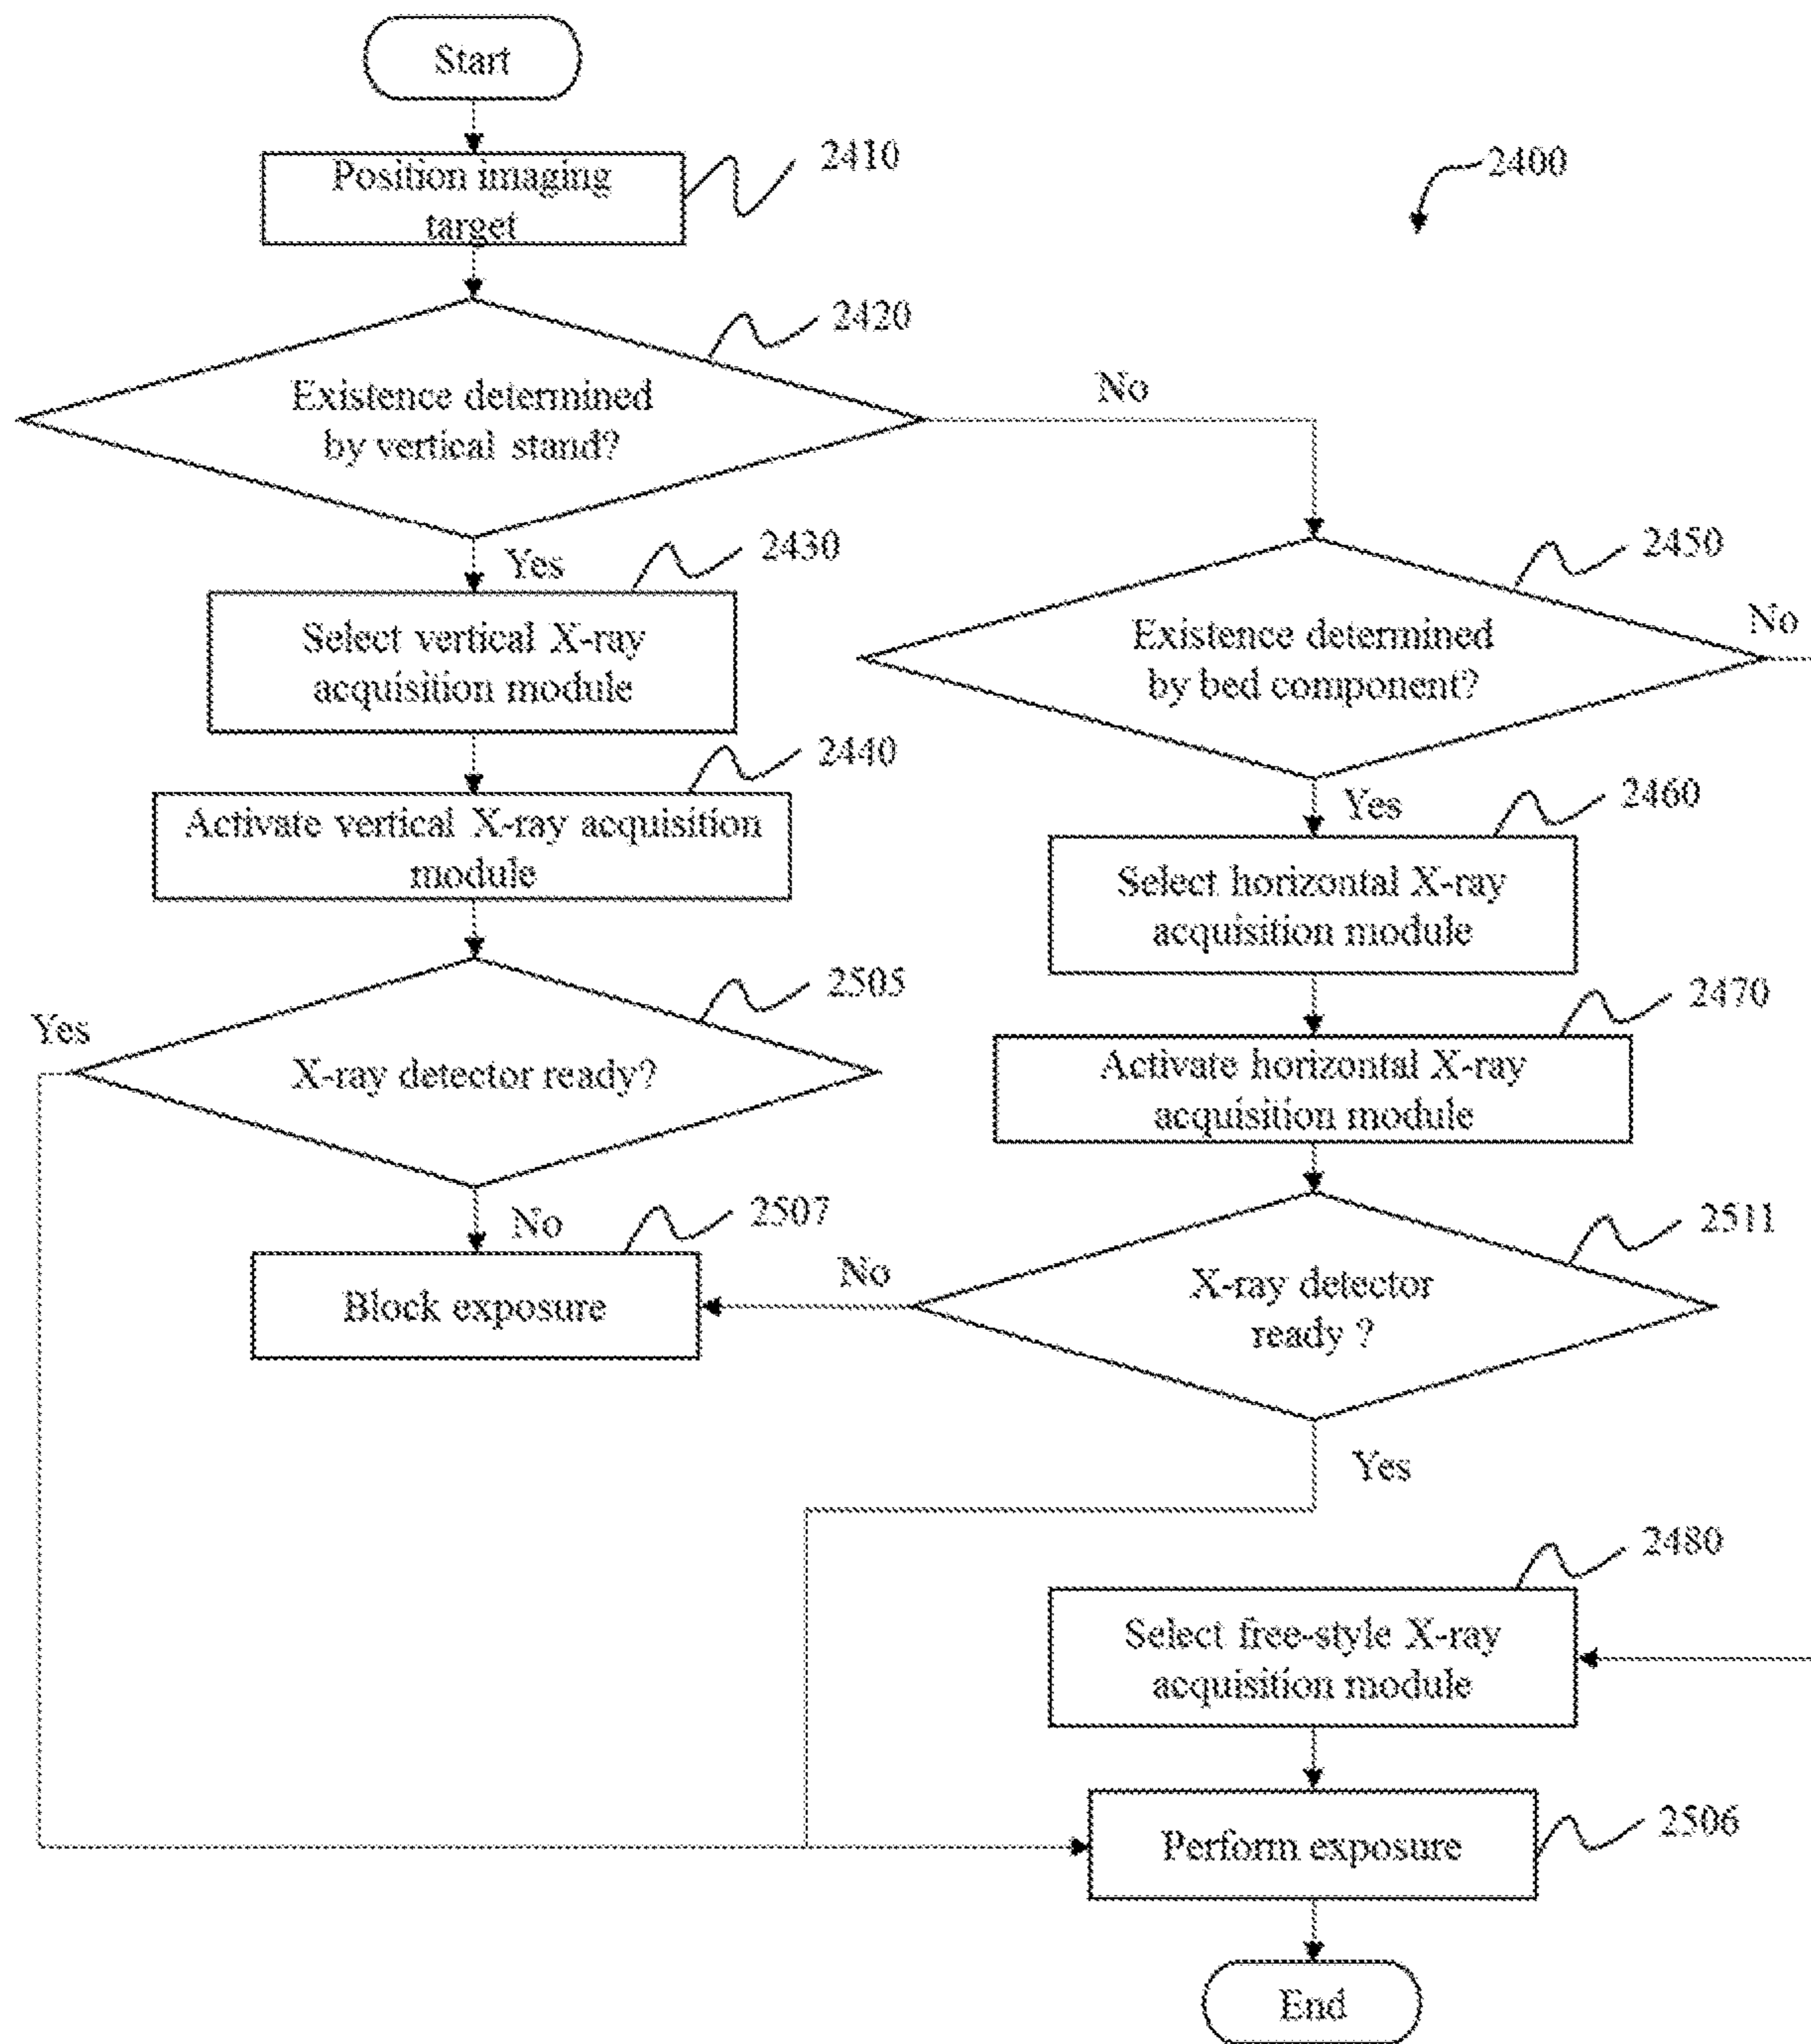 Start
2410
Position imaging
target
2400
2420
Existence determined
by vertical stand?
No
Yes
2430
Select vertical X-ray
acquisition module
2450
Existence determined
by bed component?
No
2440
Activate vertical X-ray acquisition
module
Yes
2460
Select horizontal X-ray
acquisition module
2505
Yes
X-ray detector ready?
2470
Activate horizontal X-ray
acquisition module
No
2507
Block exposure
2511
No
X-ray detector
ready ?
Yes
2480
Select free-style X-ray
acquisition module
2506
Perform exposure
End